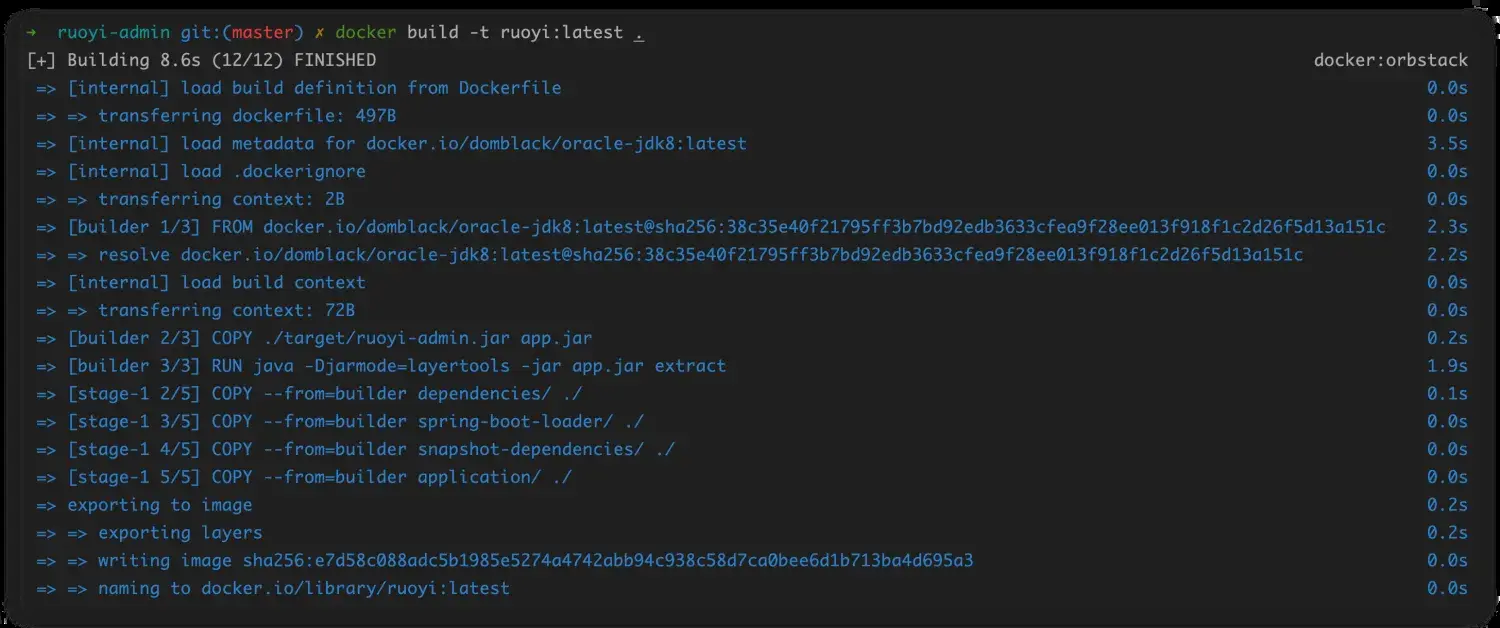 ➜  ruoyi-admin git:(master) ✗ docker build -t ruoyi:latest .
[+] Building 8.6s (12/12) FINISHED docker:orbstack
=> [internal] load build definition from Dockerfile 0.0s
=> => transferring dockerfile: 497B 0.0s
=> [internal] load metadata for docker.io/domblack/oracle-jdk8:latest 3.5s
=> [internal] load .dockerignore 0.0s
=> => transferring context: 2B 0.0s
=> [builder 1/3] FROM docker.io/domblack/oracle-jdk8:latest@sha256:38c35e40f21795ff3b7bd92edb3633cfea9f28ee013f918f1c2d26f5d13a151c 2.3s
=> => resolve docker.io/domblack/oracle-jdk8:latest@sha256:38c35e40f21795ff3b7bd92edb3633cfea9f28ee013f918f1c2d26f5d13a151c 2.2s
=> [internal] load build context 0.0s
=> => transferring context: 72B 0.0s
=> [builder 2/3] COPY ./target/ruoyi-admin.jar app.jar 0.2s
=> [builder 3/3] RUN java -Djarmode=layertools -jar app.jar extract 1.9s
=> [stage-1 2/5] COPY --from=builder dependencies/ ./ 0.1s
=> [stage-1 3/5] COPY --from=builder spring-boot-loader/ ./ 0.0s
=> [stage-1 4/5] COPY --from=builder snapshot-dependencies/ ./ 0.0s
=> [stage-1 5/5] COPY --from=builder application/ ./ 0.0s
=> exporting to image 0.2s
=> => exporting layers 0.2s
=> => writing image sha256:e7d58c088adc5b1985e5274a4742abb94c938c58d7ca0bee6d1b713ba4d695a3 0.0s
=> => naming to docker.io/library/ruoyi:latest 0.0s